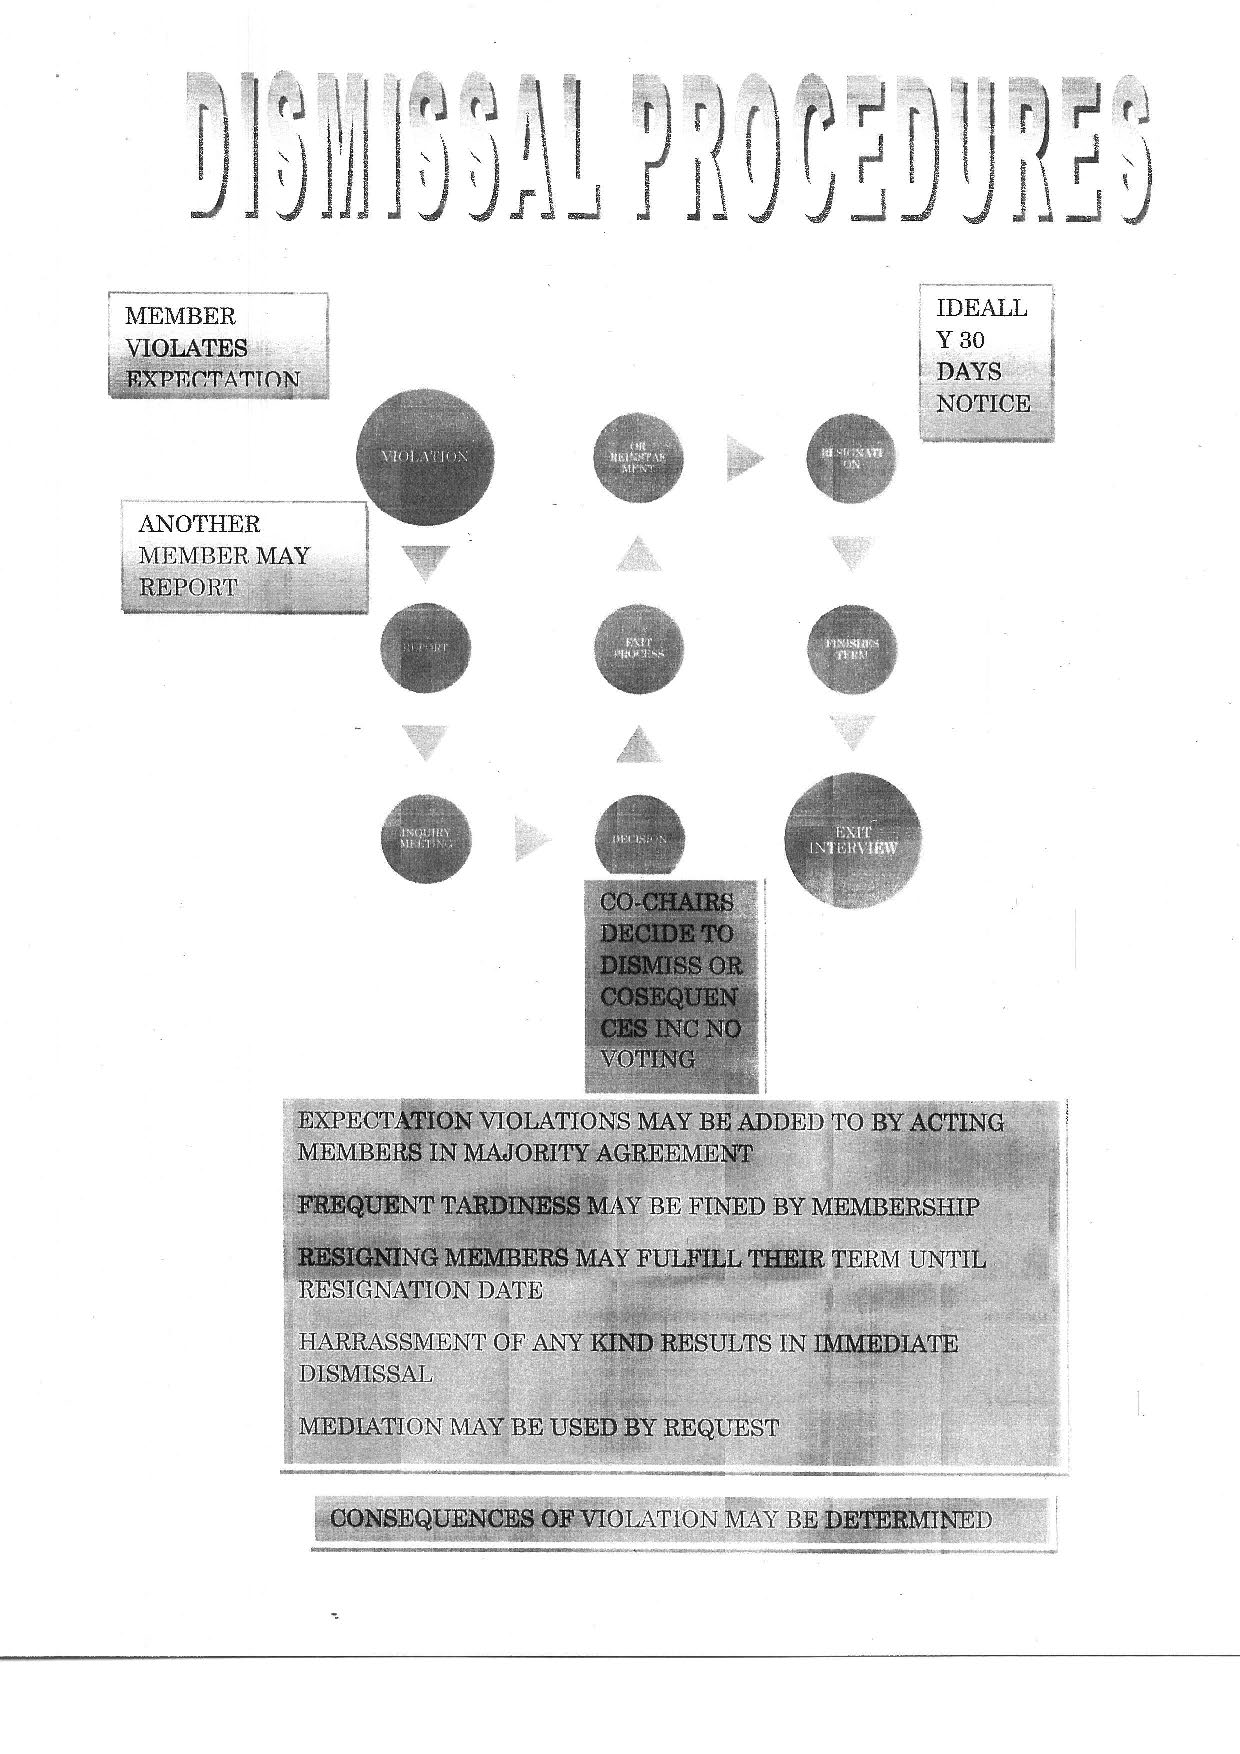 DISMISSAL PROCEDURES
MEMBER
VIOLATES
EXPECTATION
IDEALL
Y 30
DAYS
NOTICE
VIOLATION
OR
REINSTAE
MENT
RESIGNATI
ON
ANOTHER
MEMBER MAY
REPORT
REPORT
EXIT
PROCESS
FINISHES
TERM
INQUIRY
MEETING
DECISION
EXIT
INTERVIEW
CO-CHAIRS
DECIDE TO
DISMISS OR
COSEQUEN
CES INC NO
VOTING
EXPECTATION VIOLATIONS MAY BE ADDED TO BY ACTING
MEMBERS IN MAJORITY AGREEMENT
FREQUENT TARDINESS MAY BE FINED BY MEMBERSHIP
RESIGNING MEMBERS MAY FULFILL THEIR TERM UNTIL
RESIGNATION DATE
HARRASSMENT OF ANY KIND RESULTS IN IMMEDIATE
DISMISSAL
MEDIATION MAY BE USED BY REQUEST
CONSEQUENCES OF VIOLATION MAY BE DETERMINED